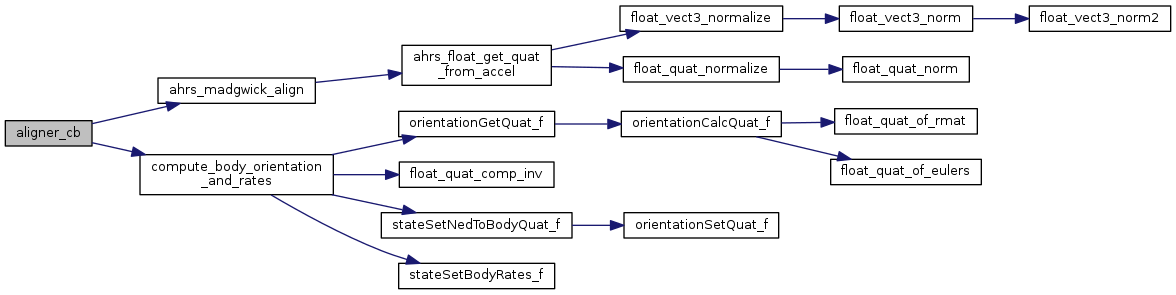 aligner_cb
ahrs_madgwick_align
ahrs_float_get_quat
_from_accel
float_vect3_normalize
float_vect3_norm
float_vect3_norm2
float_quat_normalize
float_quat_norm
compute_body_orientation
_and_rates
orientationGetQuat_f
orientationCalcQuat_f
float_quat_of_rmat
float_quat_of_eulers
float_quat_comp_inv
stateSetNedToBodyQuat_f
orientationSetQuat_f
stateSetBodyRates_f